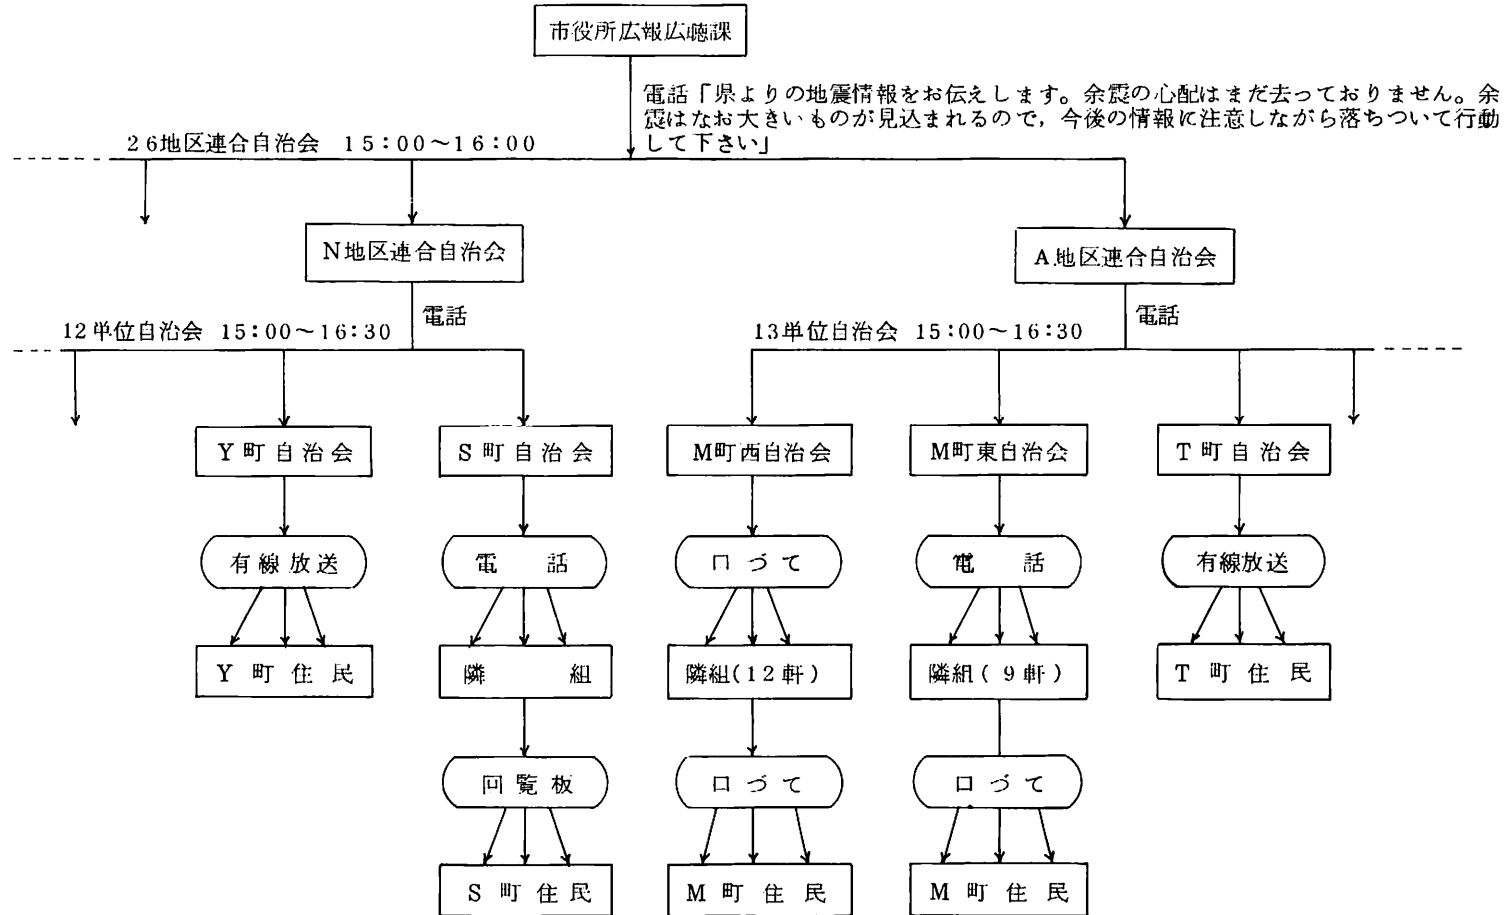 市役所広報広聴課
電話「県よりの地震情報をお伝えします。余震の心配はまだ去っておりません。余
震はなお大きいものが見込まれるので，今後の情報に注意しながら落ちついて行動
して下さい」
26地区連合自治会 15：00～16：00
N地区連合自治会
A地区連合自治会
電話
電話
12単位自治会 15：00～16：30
13単位自治会 15：00～16：30
Y町自治会
S町自治会
M町西自治会
M町東自治会
T町自治会
有線放送
電話
口づて
電話
有線放送
Y町住民
隣組
隣組(12軒)
隣組(9軒)
T町住民
回覧板
口づて
口づて
S町住民
M町住民
M町住民